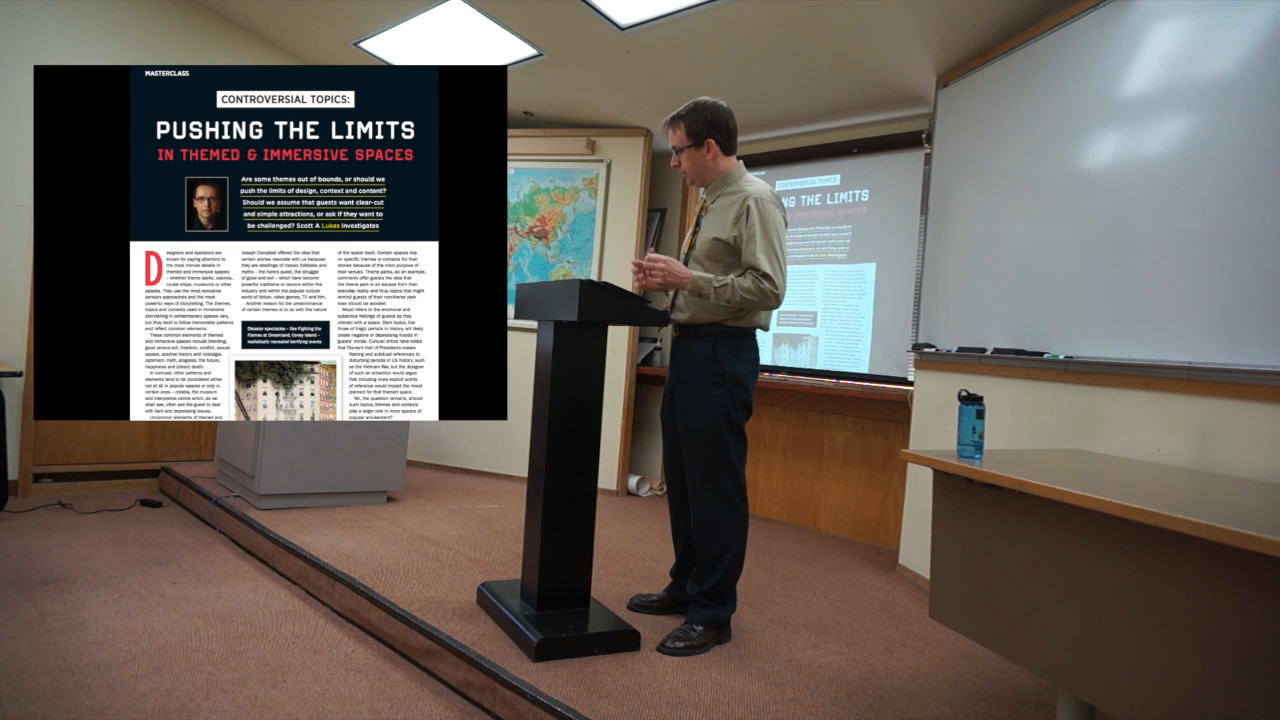 MASTERCLASS
CONTROVERSIAL TOPICS:
PUSHING THE LIMITS
IN THEMED & IMMERSIVE SPACES
Are some themes out of bounds, or should we
push the limits of design, context and content?
Should we assume that guests want clear-cut
and simple attractions, or ask if they want to
be challenged? Scott A Lukas investigates
Designers and operators are
known for paying attention to
the most minute details in
themed and immersive spaces
– whether theme parks, casinos,
cruise ships, museums or other
spaces. They use the most evocative
sensory approaches and the most
powerful ways of storytelling. The themes,
topics and contexts used in immersive
storytelling in contemporary spaces vary,
but they tend to follow memorable patterns
and reflect common elements.
These common elements of themed
and immersive spaces include branding,
good versus evil, freedom, conflict, sexual
appeal, positive history and nostalgia,
optimism, myth, progress, the future,
happiness and (clean) death.
In contrast, other patterns and
elements tend to be considered either
not at all in popular spaces or only in
certain ones – notably, the museum
and interpretive centre which, as we
shall see, often ask the guest to deal
with dark and depressing issues.
Uncommon elements of themed and
Joseph Campbell offered the idea that
certain stories resonate with us because
they are retellings of classic folktales and
myths – the hero's quest, the struggle
of good and evil – which have become
powerful traditions or canons within the
industry and within the popular culture
world of fiction, video games, TV and film.
Another reason for the predominance
of certain themes is to do with the nature
Disaster spectacles – like Fighting the
Flames at Dreamland, Coney Island –
realistically recreated terrifying events
of the space itself. Certain spaces rely
on specific themes or contexts for their
stories because of the main purpose of
their venues. Theme parks, as an example,
commonly offer guests the idea that
the theme park is an escape from their
everyday reality and thus topics that might
remind guests of their nontheme park
lives should be avoided.
Mood refers to the emotional and
subjective feelings of guests as they
interact with a space. Dark topics, like
those of tragic periods in history, will likely
create negative or depressing moods in
guests' minds. Cultural critics have noted
that Disney's Hall of Presidents makes
fleeting and subdued references to
disturbing periods in US history, such
as the Vietnam War, but the designer
of such an attraction would argue
that including more explicit points
of reference would impact the mood
planned for that themed space.
Yet, the question remains, should
such topics, themes and contexts
play a larger role in more spaces of
popular amusement?
CONTROVERSIAL TOPICS
NG THE LIMITS
& IMMERSIVE SPACES